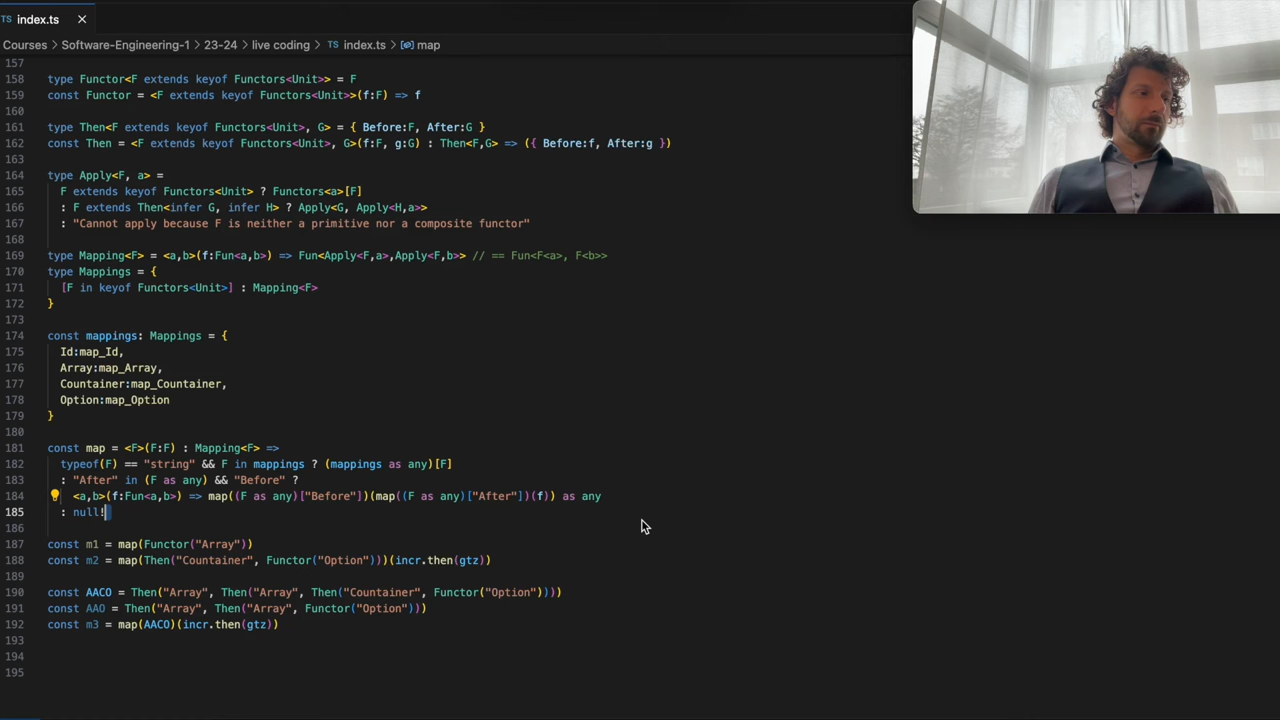 TS index.ts ×
Courses > Software-Engineering-1 > 23-24 > live coding > TS index.ts > map
157
158 type Functor<F extends keyof Functors<Unit>> = F
159 const Functor = <F extends keyof Functors<Unit>>(f:F) => f
160
161 type Then<F extends keyof Functors<Unit>, G> = { Before:F, After:G }
162 const Then = <F extends keyof Functors<Unit>, G>(f:F, g:G) : Then<F,G> => ({ Before:f, After:g })
163
164 type Apply<F, a> =
165 F extends keyof Functors<Unit> ? Functors<a>[F]
166 : F extends Then<infer G, infer H> ? Apply<G, Apply<H,a>>
167 : "Cannot apply because F is neither a primitive nor a composite functor"
168
169 type Mapping<F> = <a,b>(f:Fun<a,b>) => Fun<Apply<F,a>,Apply<F,b>> // == Fun<F<a>, F<b>>
170 type Mappings = {
171 [F in keyof Functors<Unit>] : Mapping<F>
172 }
173
174 const mappings: Mappings = {
175 Id:map_Id,
176 Array:map_Array,
177 Countainer:map_Countainer,
178 Option:map_Option
179 }
180
181 const map = <F>(F:F) : Mapping<F> =>
182 typeof(F) == "string" && F in mappings ? (mappings as any)[F]
183 : "After" in (F as any) && "Before" ?
184 <a,b>(f:Fun<a,b>) => map((F as any)["Before"])(map((F as any)["After"])(f)) as any
185 : null!
186
187 const m1 = map(Functor("Array"))
188 const m2 = map(Then("Countainer", Functor("Option")))(incr.then(gtz))
189
190 const AACO = Then("Array", Then("Array", Then("Countainer", Functor("Option"))))
191 const AAO = Then("Array", Then("Array", Functor("Option")))
192 const m3 = map(AACO)(incr.then(gtz))
193
194
195